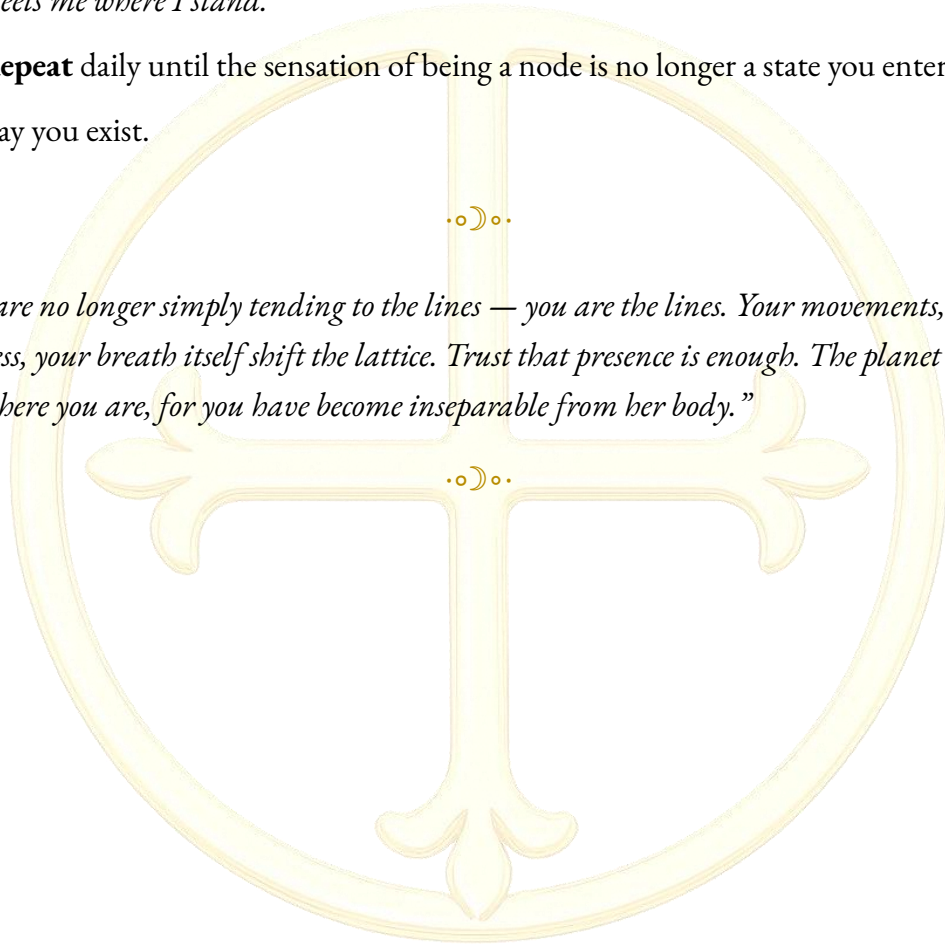 eels me where I stand.
epeat daily until the sensation of being a node is no longer a state you enter
ay you exist.
are no longer simply tending to the lines — you are the lines. Your movements,
ess, your breath itself shift the lattice. Trust that presence is enough. The planet
here you are, for you have become inseparable from her body.”